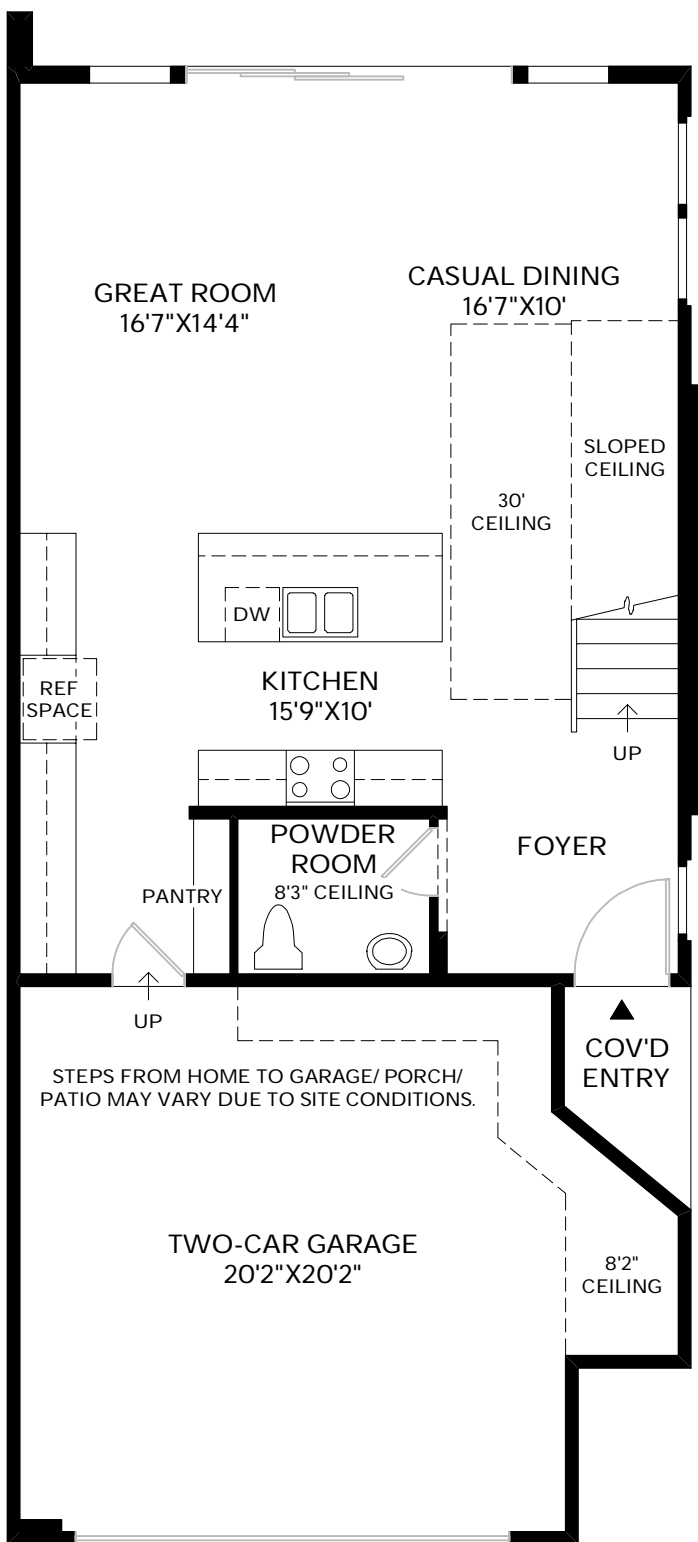 GREAT ROOM
16'7"X14'4"
CASUAL DINING
16'7"X10'
SLOPED
CEILING
30'
CEILING
DW
REF
SPACE
KITCHEN
15'9"X10'
UP
POWDER
ROOM
8'3" CEILING
FOYER
PANTRY
UP
COV'D
ENTRY
STEPS FROM HOME TO GARAGE/ PORCH/
PATIO MAY VARY DUE TO SITE CONDITIONS.
TWO-CAR GARAGE
20'2"X20'2"
8'2"
CEILING